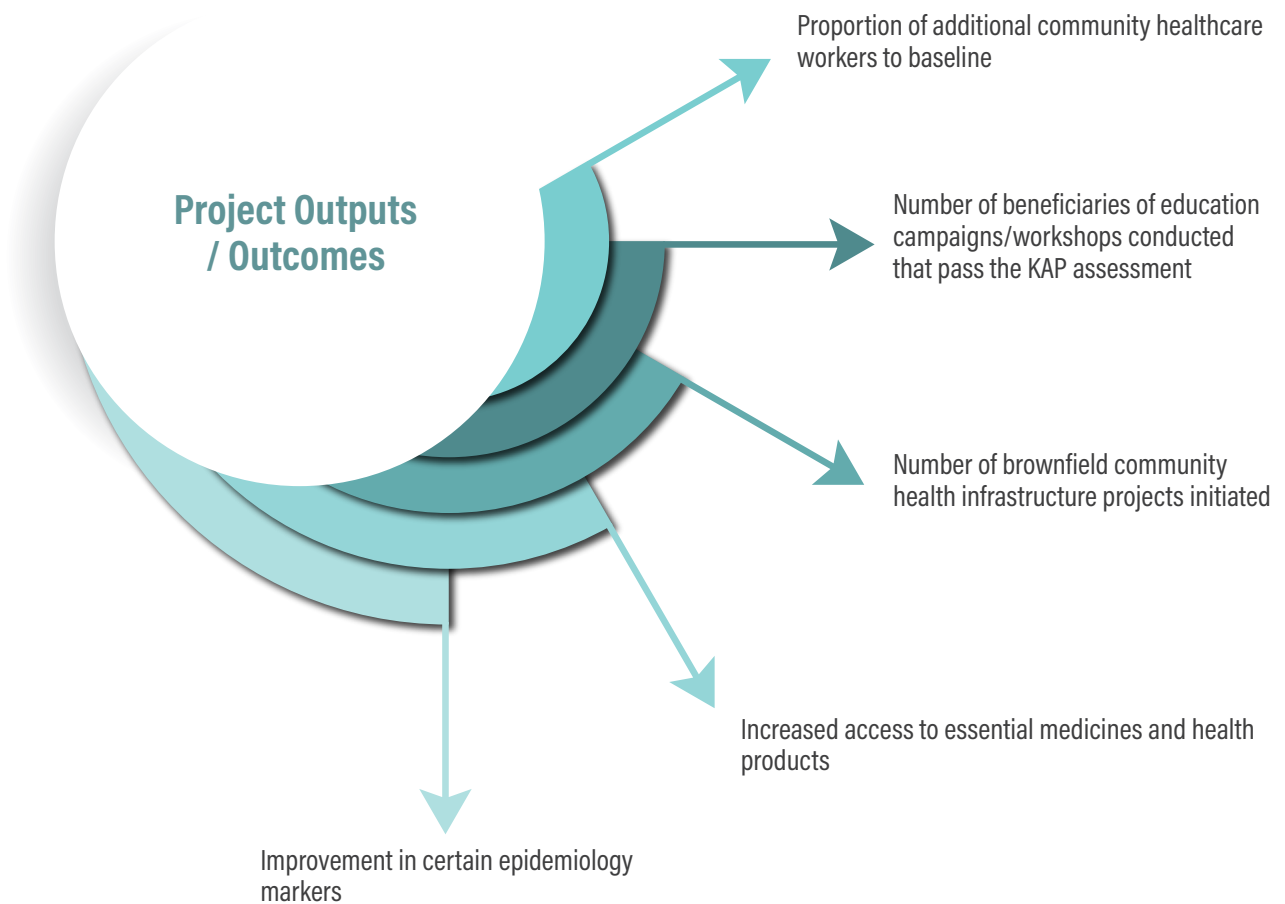 Proportion of additional community healthcare
workers to baseline
Project Outputs
/ Outcomes
Number of beneficiaries of education
campaigns/workshops conducted
that pass the KAP assessment
Number of brownfield community
health infrastructure projects initiated
Increased access to essential medicines and health
products
Improvement in certain epidemiology
markers